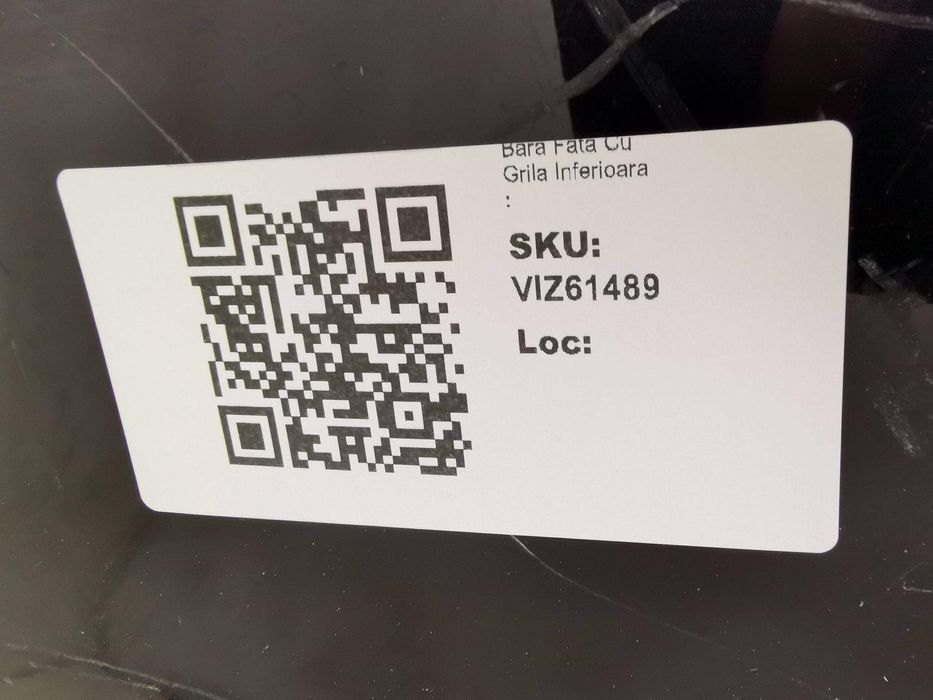 Bara Fata Cu
Grila Inferioara
:
SKU:
VIZ61489
Loc: